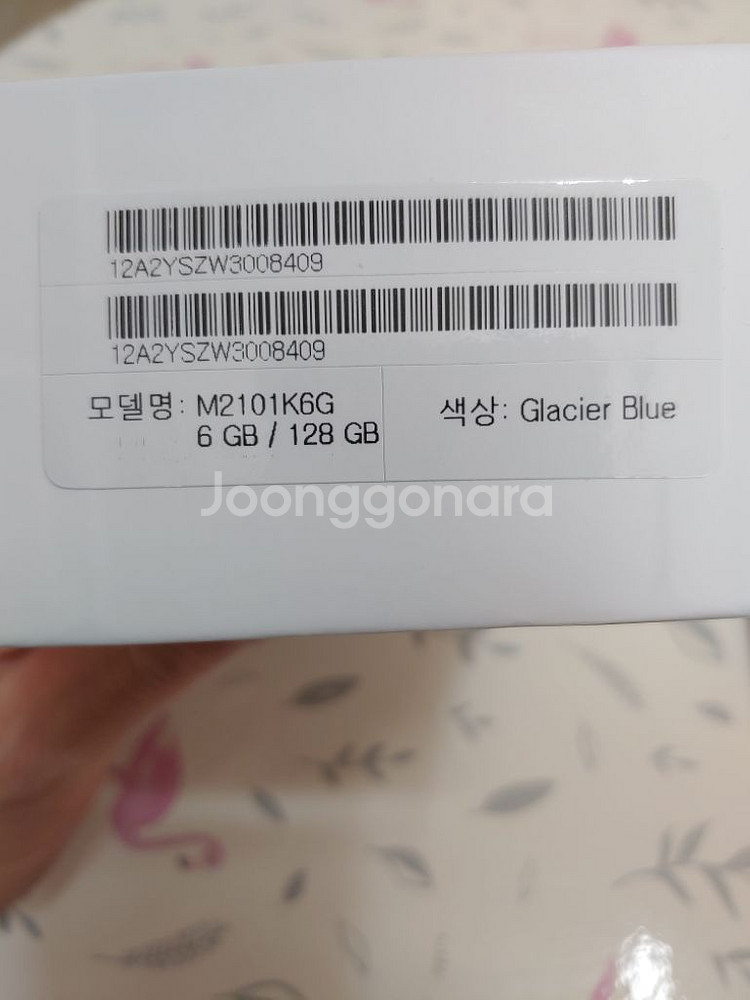 12A2YSZW3008409
12A2YSZW3008409
모델명: M2101K6G
6 GB / 128 GB
색상: Glacier Blue
Joonggonara